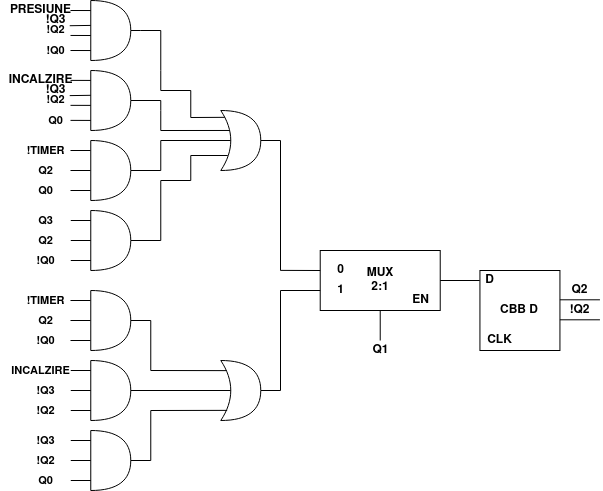 PRESIUNE
!Q3
!Q2
!Q0
INCALZIRE
!Q3
!Q2
Q0
!TIMER
Q2
Q0
Q3
Q2
!Q0
!TIMER
Q2
!Q0
INCALZIRE
!Q3
!Q2
!Q3
!Q2
Q0
0
1
MUX
2:1
EN
Q1
D
CBB D
CLK
Q2
!Q2